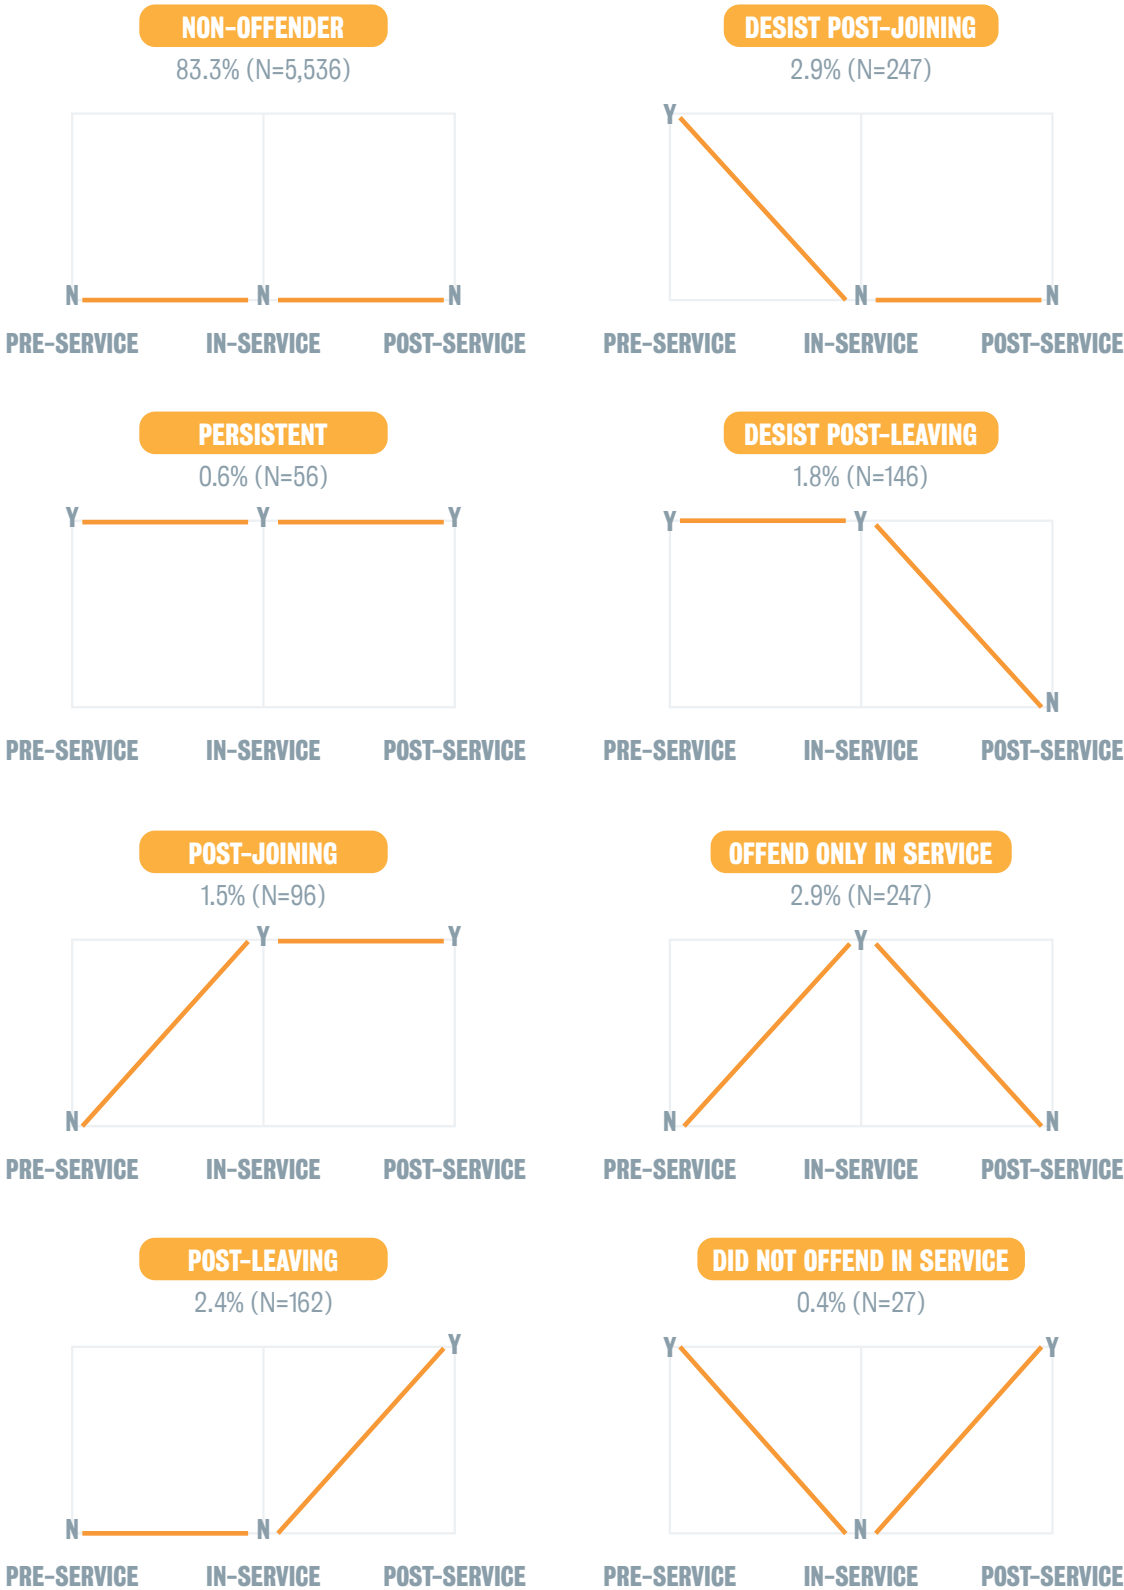 NON-OFFENDER
83.3% (N=5,536)
N N N
PRE-SERVICE IN-SERVICE POST-SERVICE
DESIST POST-JOINING
2.9% (N=247)
Y
N N
PRE-SERVICE IN-SERVICE POST-SERVICE
PERSISTENT
0.6% (N=56)
Y Y Y
PRE-SERVICE IN-SERVICE POST-SERVICE
DESIST POST-LEAVING
1.8% (N=146)
Y Y
N
PRE-SERVICE IN-SERVICE POST-SERVICE
POST-JOINING
1.5% (N=96)
Y Y
N
PRE-SERVICE IN-SERVICE POST-SERVICE
OFFEND ONLY IN SERVICE
2.9% (N=247)
Y
N N
PRE-SERVICE IN-SERVICE POST-SERVICE
POST-LEAVING
2.4% (N=162)
Y
N N
PRE-SERVICE IN-SERVICE POST-SERVICE
DID NOT OFFEND IN SERVICE
0.4% (N=27)
Y Y
N
PRE-SERVICE IN-SERVICE POST-SERVICE